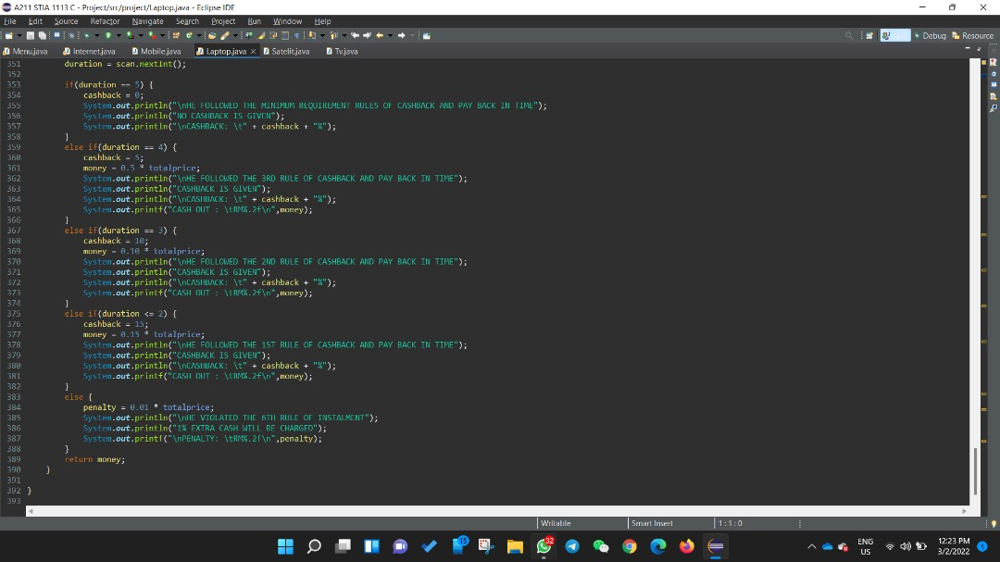 A211 STIA 1113 C - Project/src/project/Laptop.java - Eclipse IDE
File Edit Source Refactor Navigate Search Project Run Window Help
Debug Resource
Menu.java Internet.java Mobile.java Laptop.java Satelit.java Tv.java
351 duration = scan.nextInt();
352
353 if(duration == 5) {
354 cashback = 0;
355 System.out.println("\nHE FOLLOWED THE MINIMUM REQUIREMENT RULES OF CASHBACK AND PAY BACK IN TIME");
356 System.out.println("NO CASHBACK IS GIVEN");
357 System.out.println("\nCASHBACK: \t" + cashback + "%");
358 }
359 else if(duration == 4) {
360 cashback = 5;
361 money = 0.5 * totalprice;
362 System.out.println("\nHE FOLLOWED THE 3RD RULE OF CASHBACK AND PAY BACK IN TIME");
363 System.out.println("CASHBACK IS GIVEN");
364 System.out.println("\nCASHBACK: \t" + cashback + "%");
365 System.out.printf("CASH OUT : \tRM%.2f\n",money);
366 }
367 else if(duration == 3) {
368 cashback = 10;
369 money = 0.10 * totalprice;
370 System.out.println("\nHE FOLLOWED THE 2ND RULE OF CASHBACK AND PAY BACK IN TIME");
371 System.out.println("CASHBACK IS GIVEN");
372 System.out.println("\nCASHBACK: \t" + cashback + "%");
373 System.out.printf("CASH OUT : \tRM%.2f\n",money);
374 }
375 else if(duration <= 2) {
376 cashback = 15;
377 money = 0.15 * totalprice;
378 System.out.println("\nHE FOLLOWED THE 1ST RULE OF CASHBACK AND PAY BACK IN TIME");
379 System.out.println("CASHBACK IS GIVEN");
380 System.out.println("\nCASHBACK: \t" + cashback + "%");
381 System.out.printf("CASH OUT : \tRM%.2f\n",money);
382 }
383 else {
384 penalty = 0.01 * totalprice;
385 System.out.println("\nHE VIOLATED THE 6TH RULE OF INSTALMENT");
386 System.out.println("1% EXTRA CASH WILL BE CHARGED");
387 System.out.printf("\nPENALTY: \tRM%.2f\n",penalty);
388 }
389 return money;
390 }
391
392 }
393
Writable Smart Insert 1 : 1 : 0
15 32 ENG US 12:23 PM 3/2/2022 1